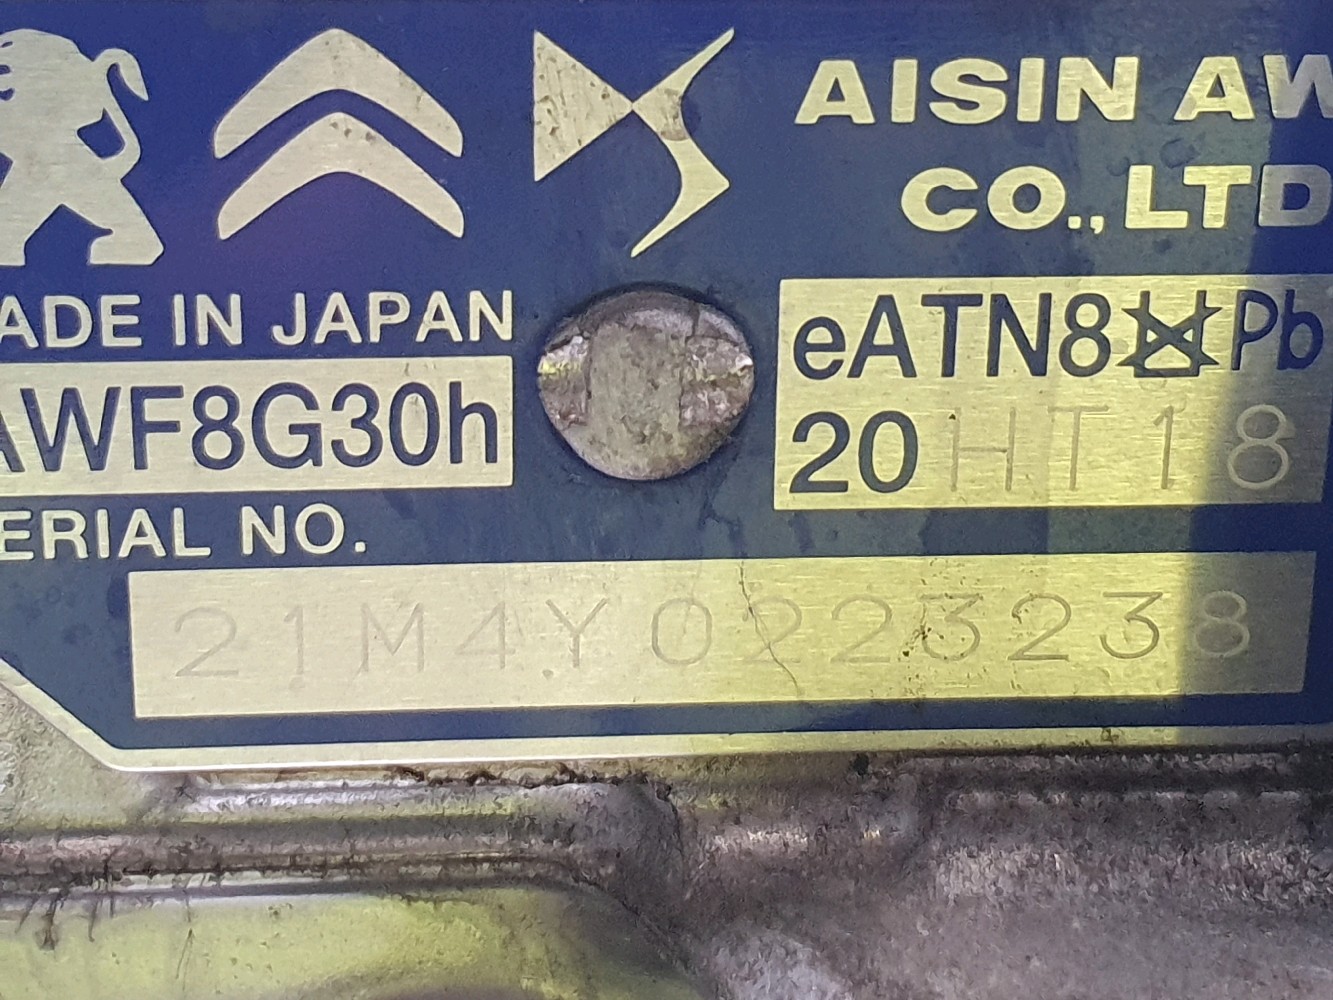 AISIN AW
CO., LTD
ADE IN JAPAN
AWF8G30h
ERIAL NO.
eATN8 Pb
20HT18
21M4Y0223238